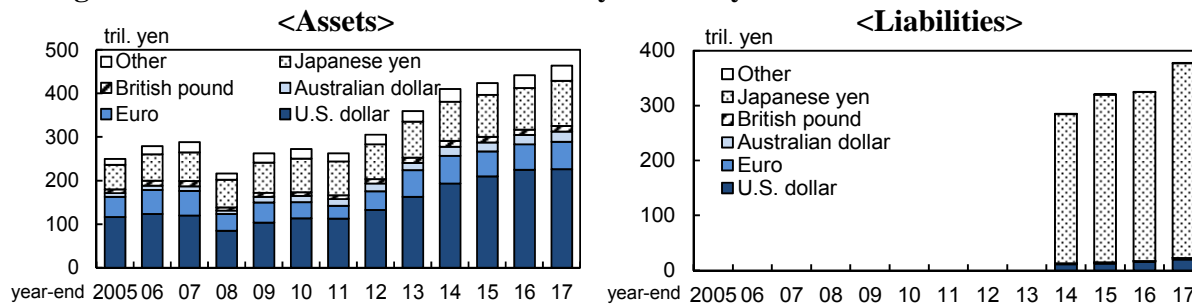 <Assets>
tril. yen
500
400
300
200
100
0
Other
Japanese yen
British pound
Australian dollar
Euro
U.S. dollar
year-end 2005 06 07 08 09 10 11 12 13 14 15 16 17
<Liabilities>
tril. yen
400
300
200
100
0
Other
Japanese yen
British pound
Australian dollar
Euro
U.S. dollar
year-end 2005 06 07 08 09 10 11 12 13 14 15 16 17